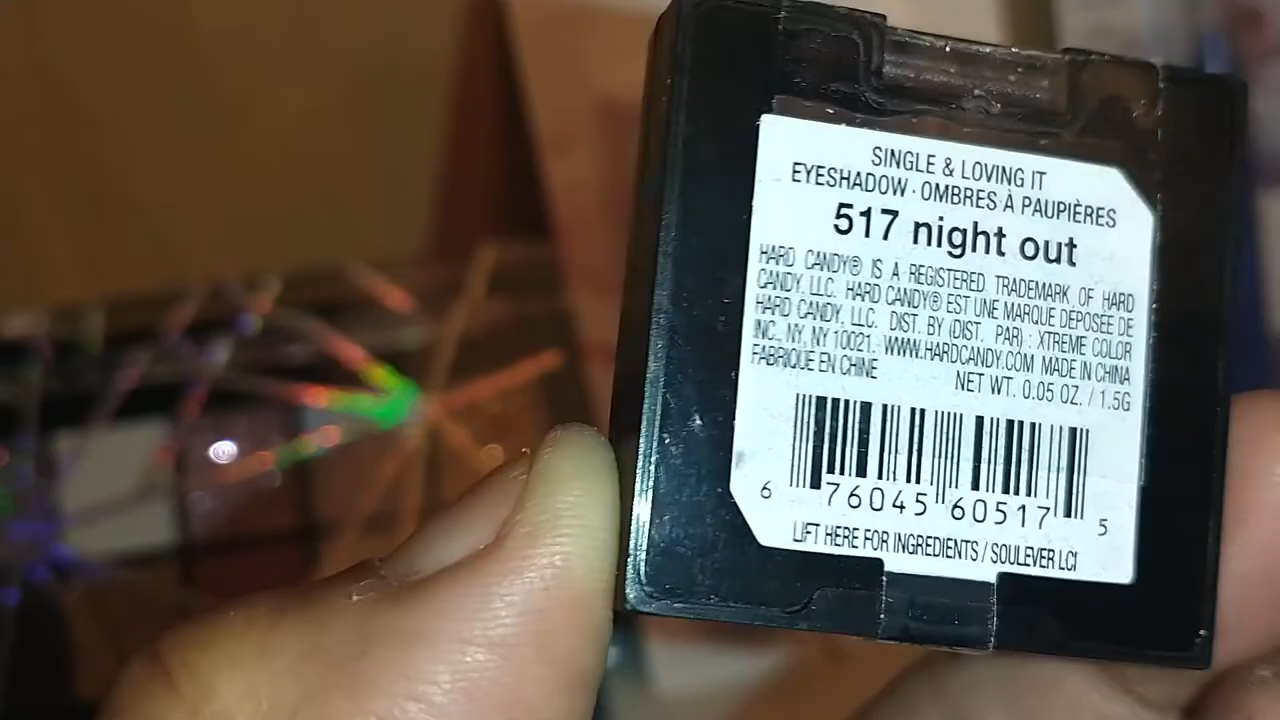 SINGLE & LOVING IT
EYESHADOW · OMBRES À PAUPIÈRES
517 night out
HARD CANDY® IS A REGISTERED TRADEMARK OF HARD
CANDY, LLC. HARD CANDY® EST UNE MARQUE DÉPOSÉE DE
HARD CANDY, LLC. DIST. BY (DIST. PAR) : XTREME COLOR
INC., NY, NY 10021. WWW.HARDCANDY.COM MADE IN CHINA
FABRIQUÉ EN CHINE
NET WT. 0.05 OZ. / 1.5G
6 76045 60517 5
LIFT HERE FOR INGREDIENTS / SOULEVER ICI